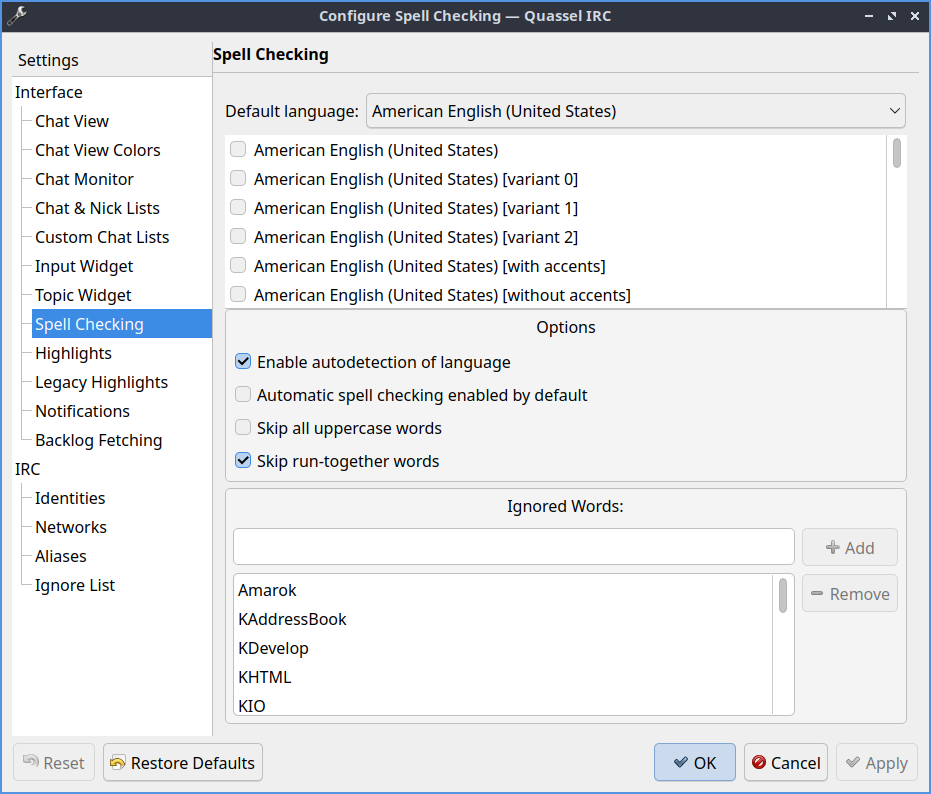 Configure Spell Checking — Quassel IRC
Settings
Interface
Chat View
Chat View Colors
Chat Monitor
Chat & Nick Lists
Custom Chat Lists
Input Widget
Topic Widget
Spell Checking
Highlights
Legacy Highlights
Notifications
Backlog Fetching
IRC
Identities
Networks
Aliases
Ignore List
Spell Checking
Default language: American English (United States)
American English (United States)
American English (United States) [variant 0]
American English (United States) [variant 1]
American English (United States) [variant 2]
American English (United States) [with accents]
American English (United States) [without accents]
Options
Enable autodetection of language
Automatic spell checking enabled by default
Skip all uppercase words
Skip run-together words
Ignored Words:
Add
Amarok
Remove
KAddressBook
KDevelop
KHTML
KIO
Reset Restore Defaults OK Cancel Apply